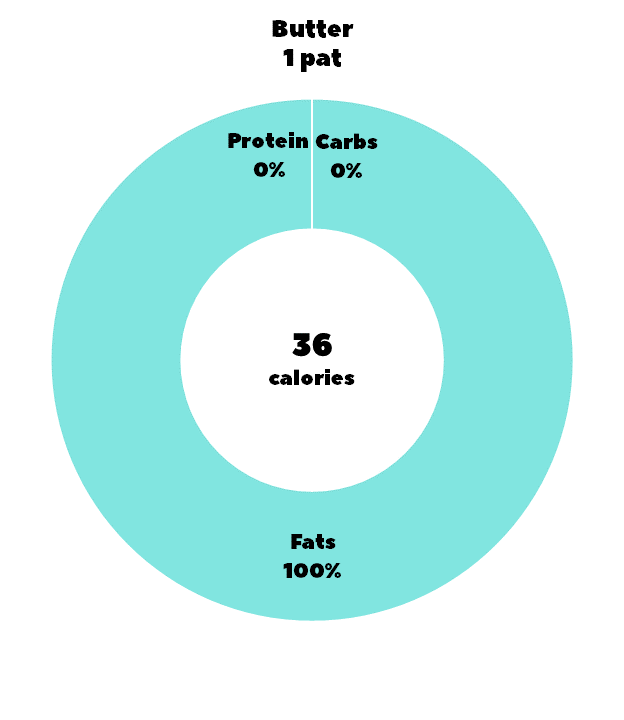 Butter
1 pat
Protein
0%
Carbs
0%
36
calories
Fats
100%